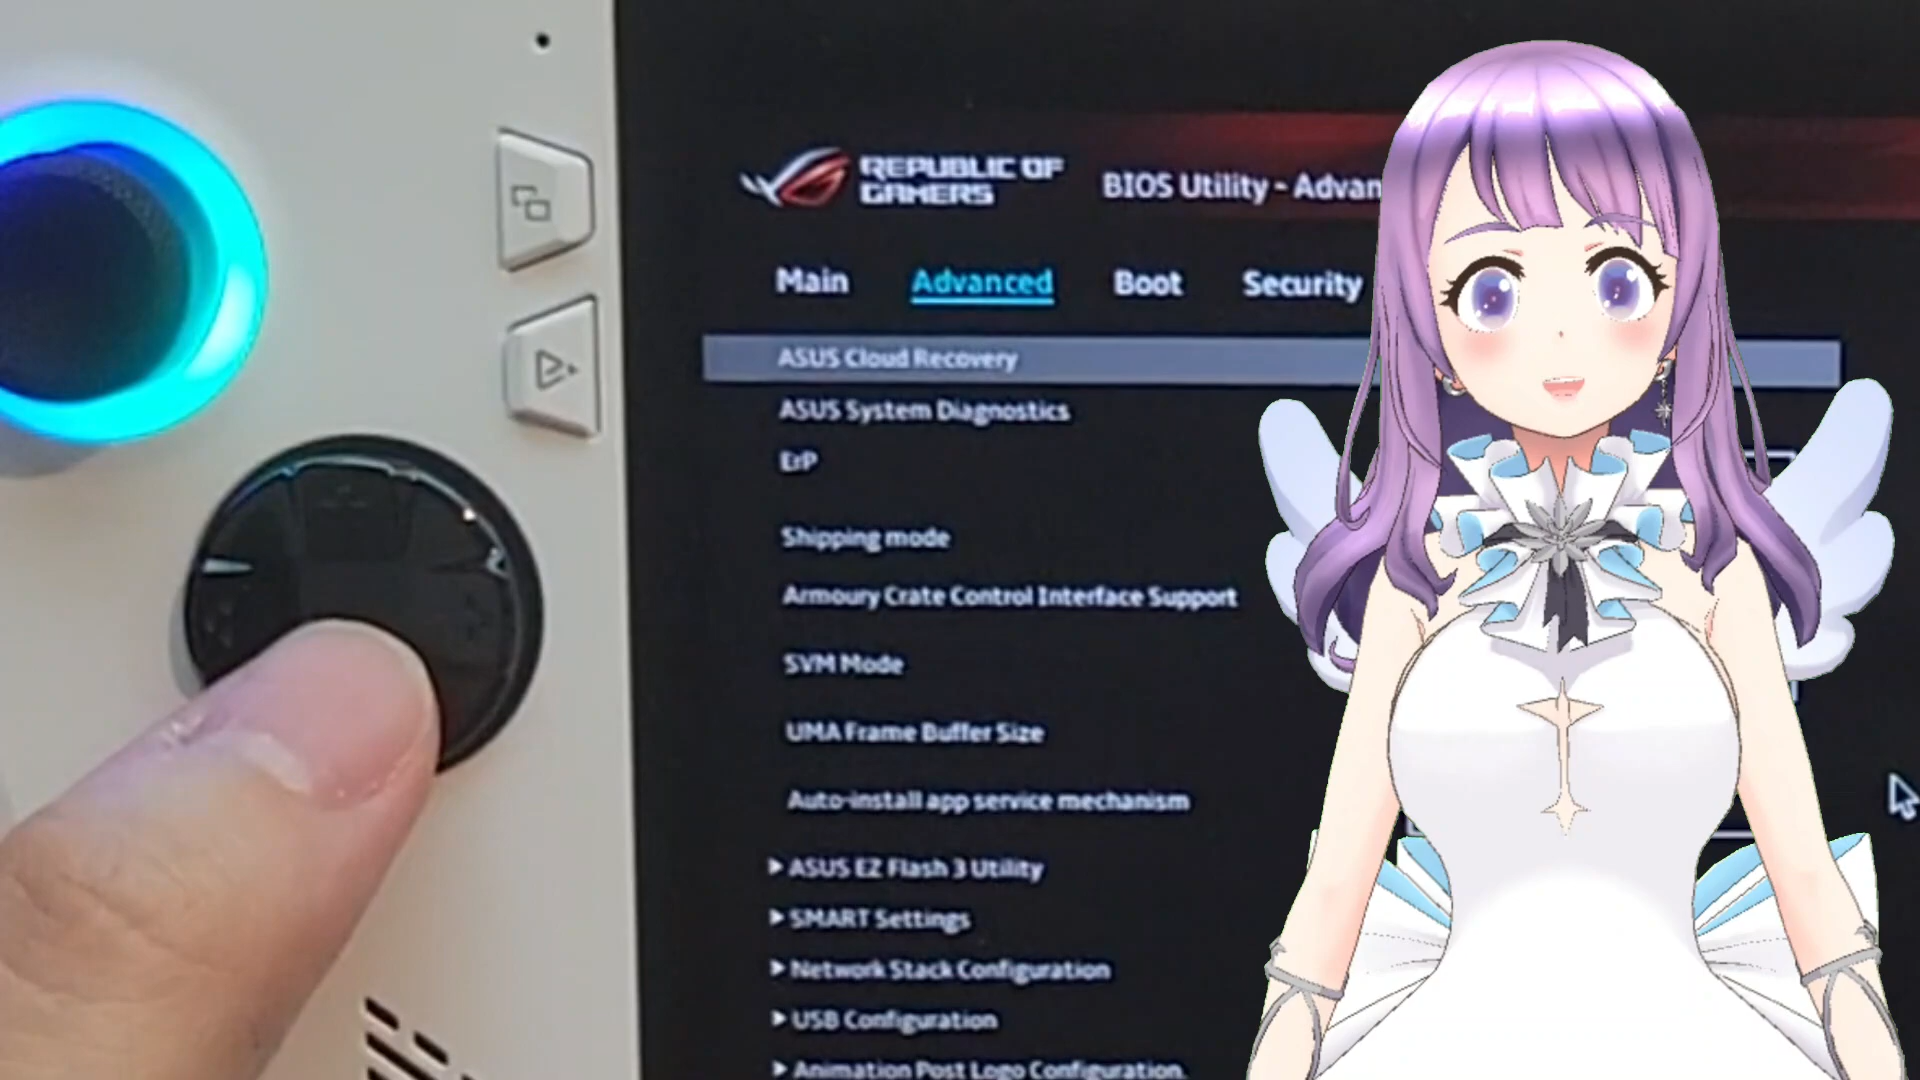 REPUBLIC OF
GAMERS
BIOS Utility - Advan
Main Advanced Boot Security
ASUS Cloud Recovery
ASUS System Diagnostics
ErP
Shipping mode
Armoury Crate Control Interface Support
SVM Mode
UMA Frame Buffer Size
Auto-install app service mechanism
ASUS EZ Flash 3 Utility
SMART Settings
Network Stack Configuration
USB Configuration
Animation Post Logo Configuration